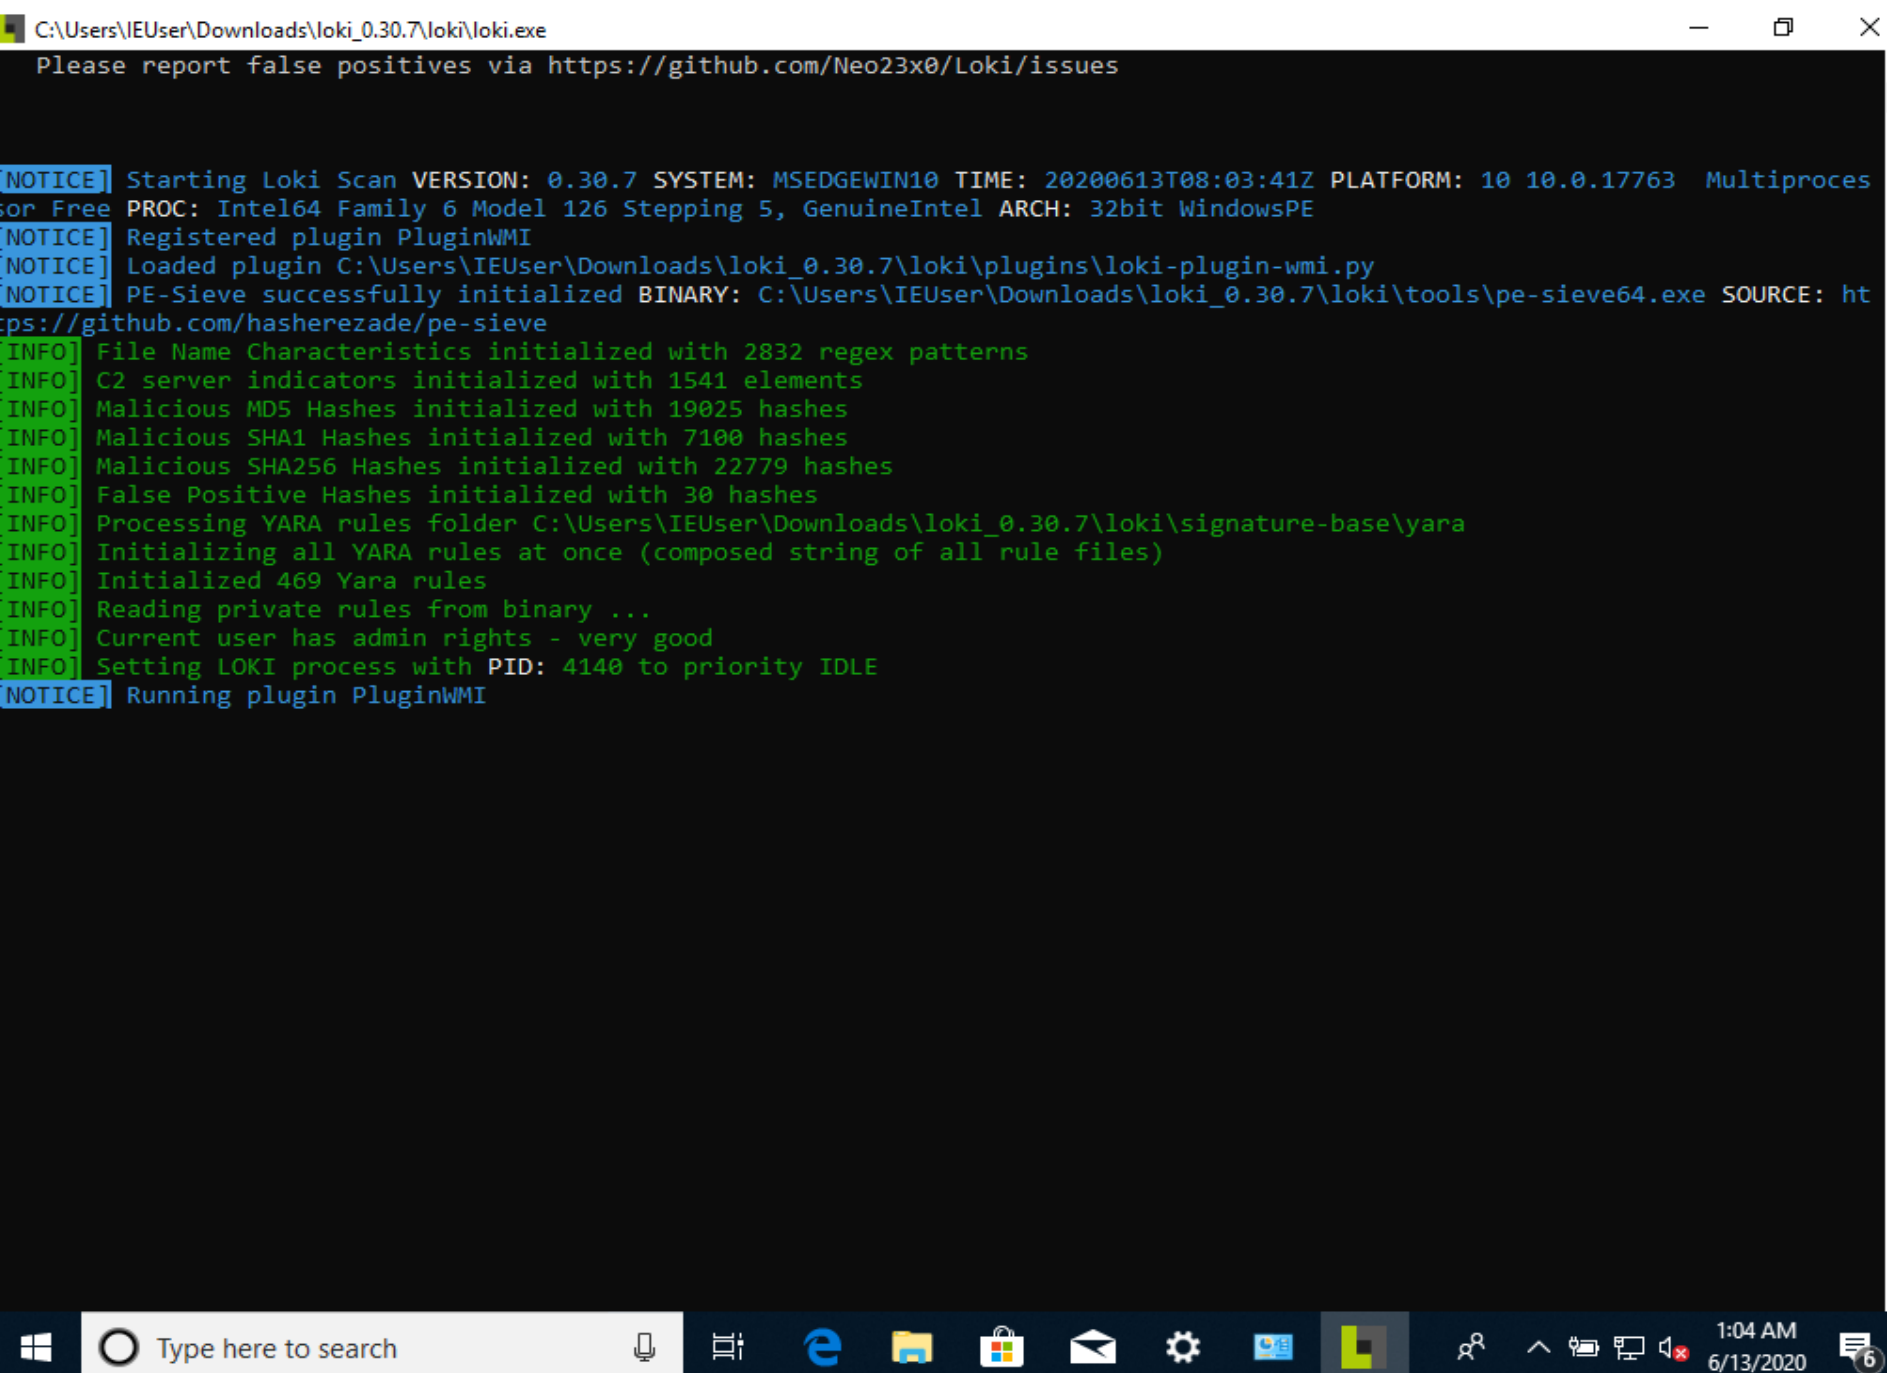 C:\Users\IEUser\Downloads\loki_0.30.7\loki\loki.exe
Please report false positives via https://github.com/Neo23x0/Loki/issues
[NOTICE] Starting Loki Scan VERSION: 0.30.7 SYSTEM: MSEDGEWIN10 TIME: 20200613T08:03:41Z PLATFORM: 10 10.0.17763  Multiproces
sor Free PROC: Intel64 Family 6 Model 126 Stepping 5, GenuineIntel ARCH: 32bit WindowsPE
[NOTICE] Registered plugin PluginWMI
[NOTICE] Loaded plugin C:\Users\IEUser\Downloads\loki_0.30.7\loki\plugins\loki-plugin-wmi.py
[NOTICE] PE-Sieve successfully initialized BINARY: C:\Users\IEUser\Downloads\loki_0.30.7\loki\tools\pe-sieve64.exe SOURCE: ht
tps://github.com/hasherezade/pe-sieve
[INFO] File Name Characteristics initialized with 2832 regex patterns
[INFO] C2 server indicators initialized with 1541 elements
[INFO] Malicious MD5 Hashes initialized with 19025 hashes
[INFO] Malicious SHA1 Hashes initialized with 7100 hashes
[INFO] Malicious SHA256 Hashes initialized with 22779 hashes
[INFO] False Positive Hashes initialized with 30 hashes
[INFO] Processing YARA rules folder C:\Users\IEUser\Downloads\loki_0.30.7\loki\signature-base\yara
[INFO] Initializing all YARA rules at once (composed string of all rule files)
[INFO] Initialized 469 Yara rules
[INFO] Reading private rules from binary ...
[INFO] Current user has admin rights - very good
[INFO] Setting LOKI process with PID: 4140 to priority IDLE
[NOTICE] Running plugin PluginWMI
Type here to search
1:04 AM
6/13/2020
6